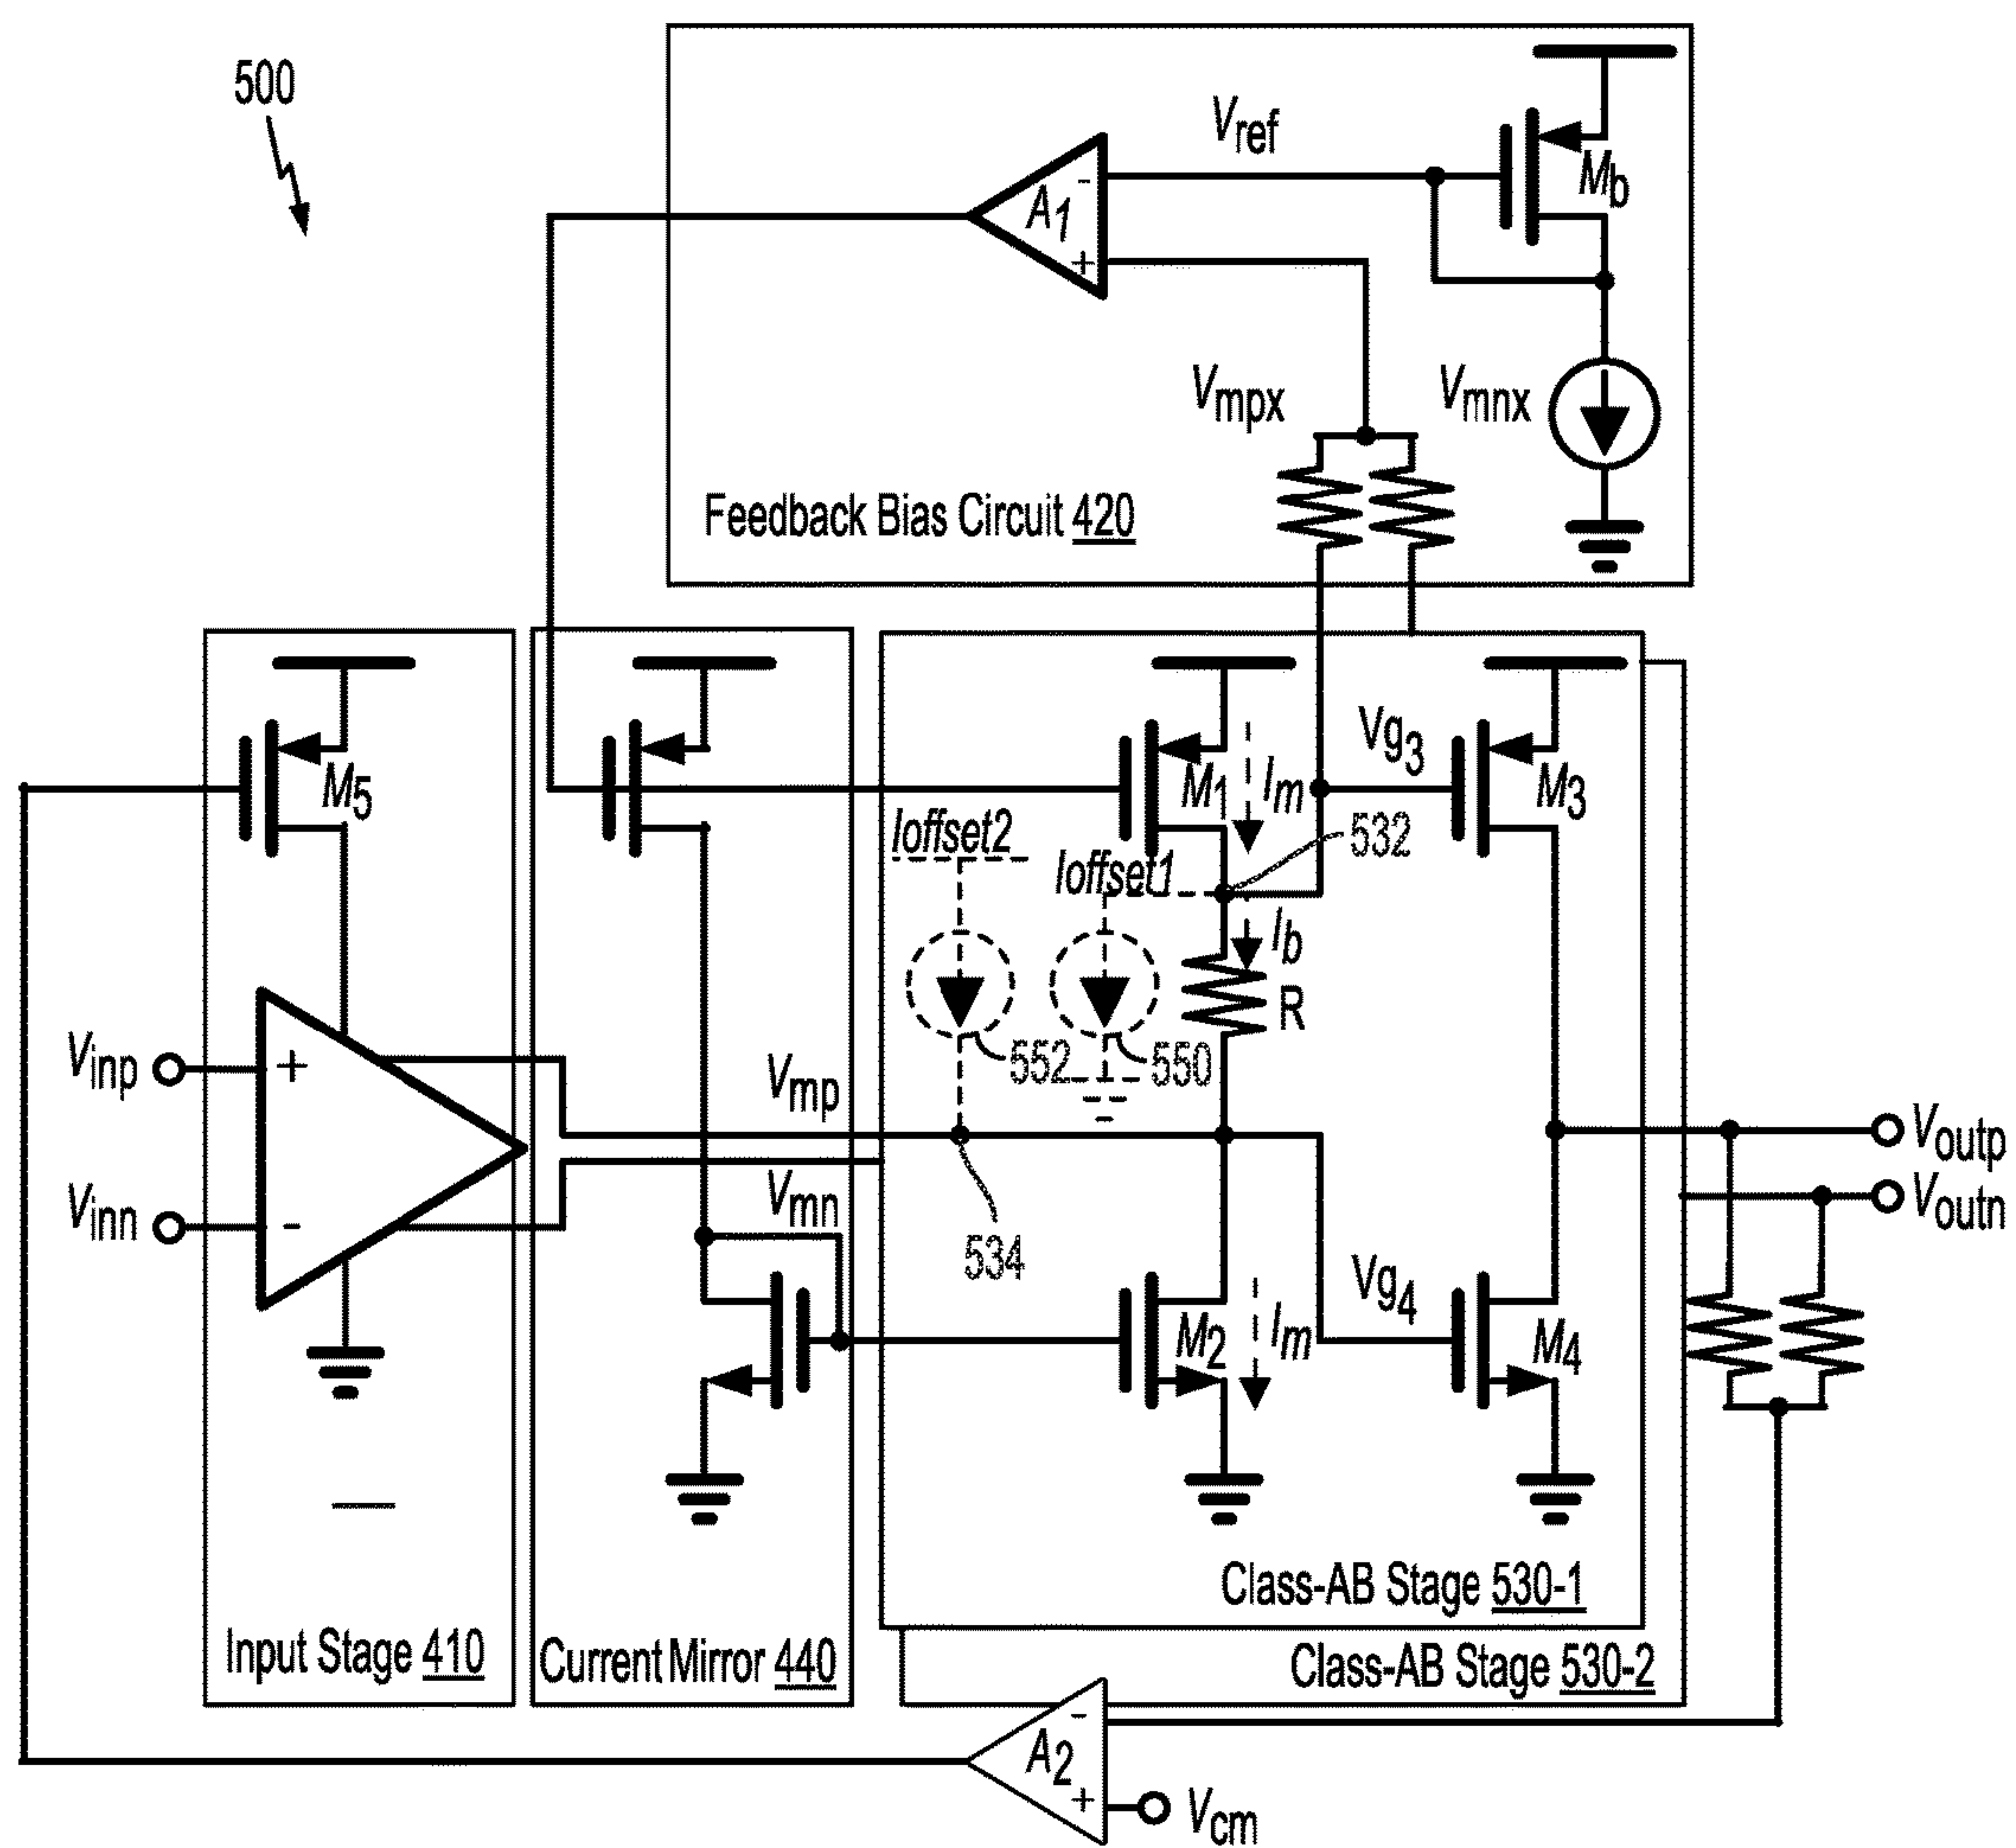 500
Vref
Mb
A1
-
+
Vmpx
Vmnx
Feedback Bias Circuit 420
M5
M1
Im
Vg3
M3
Ioffset2
Ioffset1
532
Ib
R
552
550
Vinp
+
Vmp
Voutp
Vinn
-
Vmn
534
Voutn
Vg4
M2
Im
M4
Class-AB Stage 530-1
Input Stage 410
Current Mirror 440
Class-AB Stage 530-2
A2
-
+
Vcm